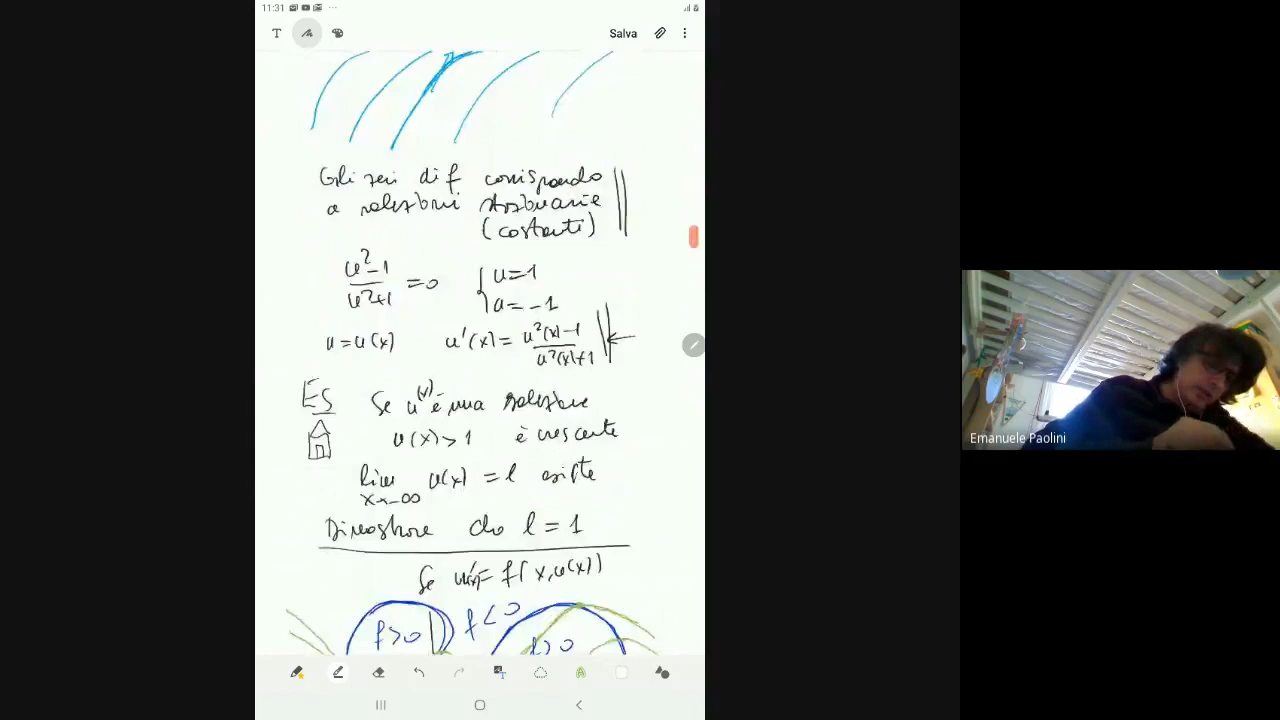 11:31
T
Salva
Gli zeri di f corrispondo
a soluzioni stazionarie
(costanti)
u²-1/u²+1 = 0 { u=1
u=-1
u=u(x) u'(x) = u²(x)-1/u²(x)+1
ES Se u(x) è una soluzione
u(x)>1 è crescente
lim u(x) = l esiste
x→-∞
Dimostrare che l=1
Se u'(x)= f(x,u(x))
f>0 f<0 f>0
Emanuele Paolini